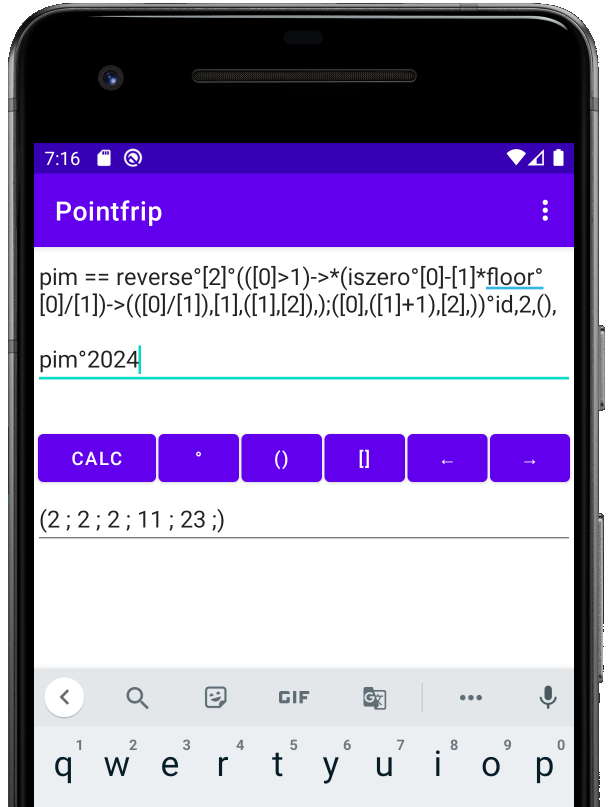 7:16
Pointfrip
pim == reverse°[2]°(([0]>1)->*(iszero°[0]-[1]*floor°
[0]/[1])->(([0]/[1]),[1],([1],[2]),);([0],([1]+1),[2],))°id,2,(),
pim°2024
CALC ° () [] ← →
(2 ; 2 ; 2 ; 11 ; 23 ;)
GIF
1 2 3 4 5 6 7 8 9 0
q w e r t y u i o p